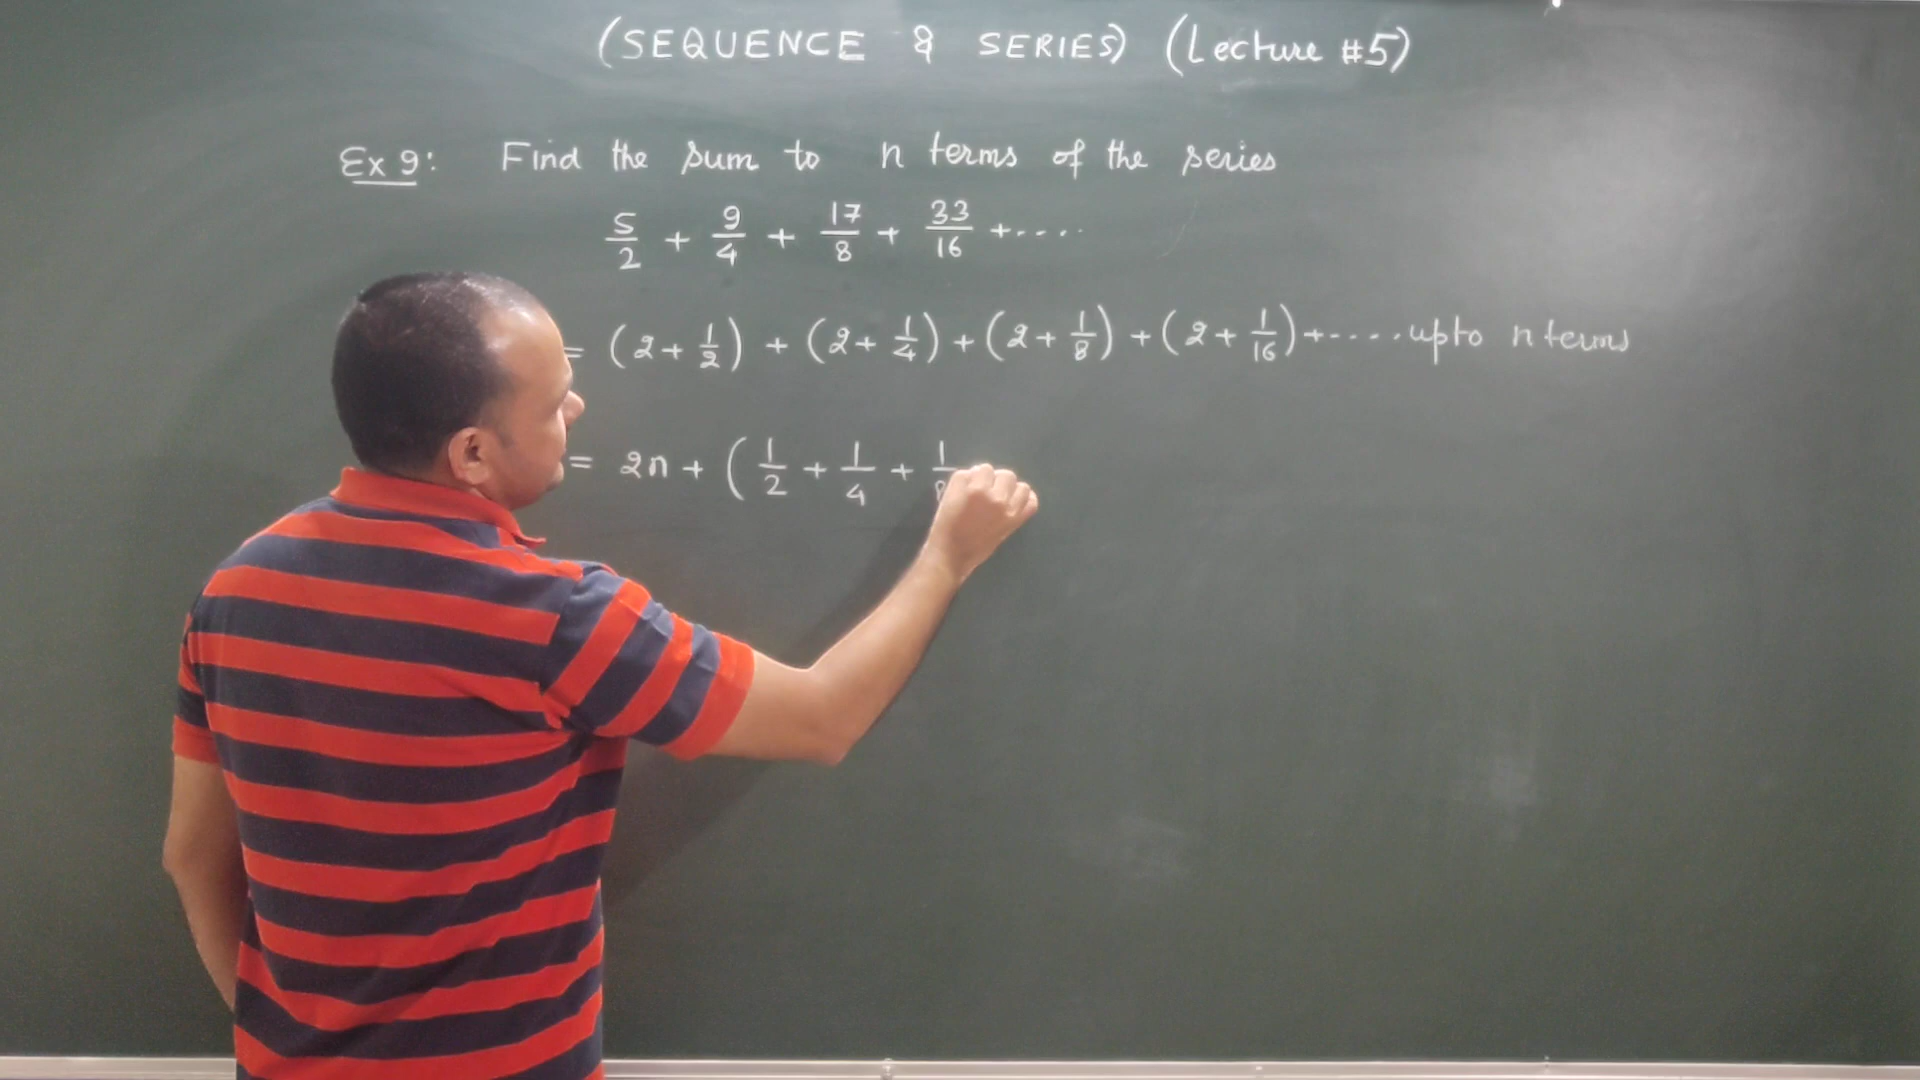 (SEQUENCE & SERIES) (Lecture #5)
Ex 9: Find the sum to n terms of the series
5/2 + 9/4 + 17/8 + 33/16 +....
= (2+ 1/2) + (2+ 1/4) + (2+ 1/8) + (2+ 1/16) +.....upto n terms
= 2n + ( 1/2 + 1/4 + 1/8